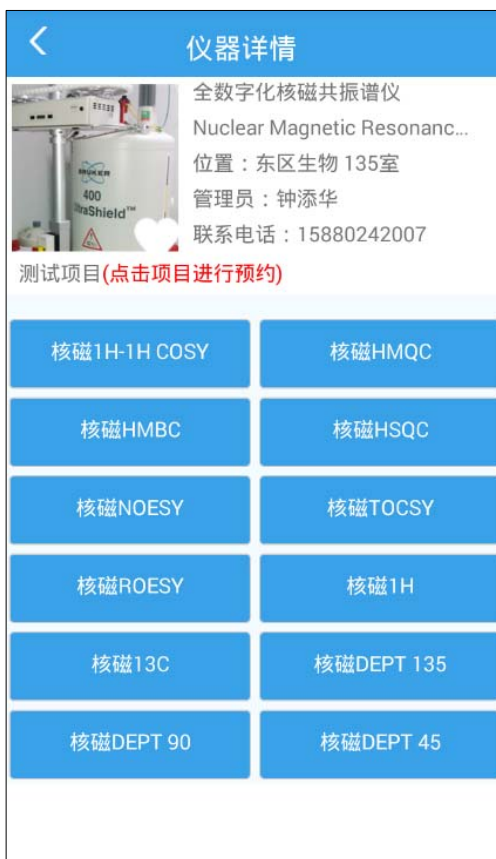 仪器详情
全数字化核磁共振谱仪
Nuclear Magnetic Resonanc...
位置：东区生物 135室
管理员：钟添华
联系电话：15880242007
BRUKER
400
UltraShield™
测试项目(点击项目进行预约)
核磁1H-1H COSY
核磁HMQC
核磁HMBC
核磁HSQC
核磁NOESY
核磁TOCSY
核磁ROESY
核磁1H
核磁13C
核磁DEPT 135
核磁DEPT 90
核磁DEPT 45